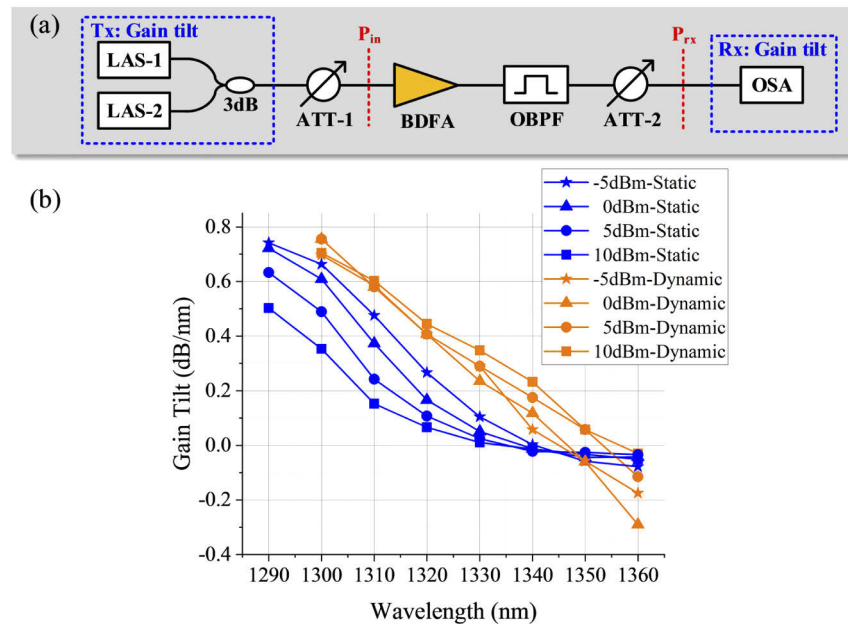 (a)
Tx: Gain tilt
LAS-1
LAS-2
3dB
ATT-1
P_in
BDFA
OBPF
ATT-2
P_rx
Rx: Gain tilt
OSA
(b)
-5dBm-Static
0dBm-Static
5dBm-Static
10dBm-Static
-5dBm-Dynamic
0dBm-Dynamic
5dBm-Dynamic
10dBm-Dynamic
Gain Tilt (dB/nm)
0.8
0.6
0.4
0.2
0.0
-0.2
-0.4
1290 1300 1310 1320 1330 1340 1350 1360
Wavelength (nm)